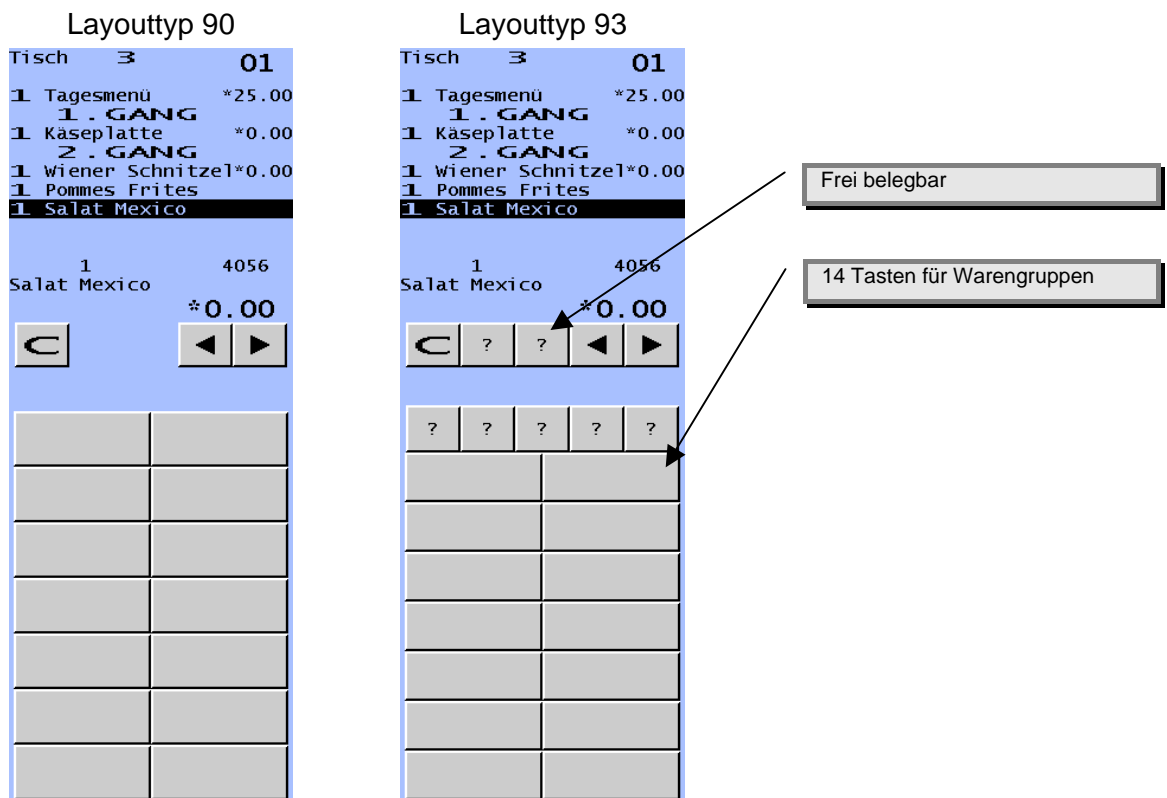 Layouttyp 90
Tisch 3 01
1 Tagesmenü *25.00
1.GANG
1 Käseplatte *0.00
2.GANG
1 Wiener Schnitzel*0.00
1 Pommes Frites
1 Salat Mexico
1 4056
Salat Mexico
*0.00
C
Layouttyp 93
Tisch 3 01
1 Tagesmenü *25.00
1.GANG
1 Käseplatte *0.00
2.GANG
1 Wiener Schnitzel*0.00
1 Pommes Frites
1 Salat Mexico
1 4056
Salat Mexico
*0.00
C ? ?
? ? ? ? ?
Frei belegbar
14 Tasten für Warengruppen